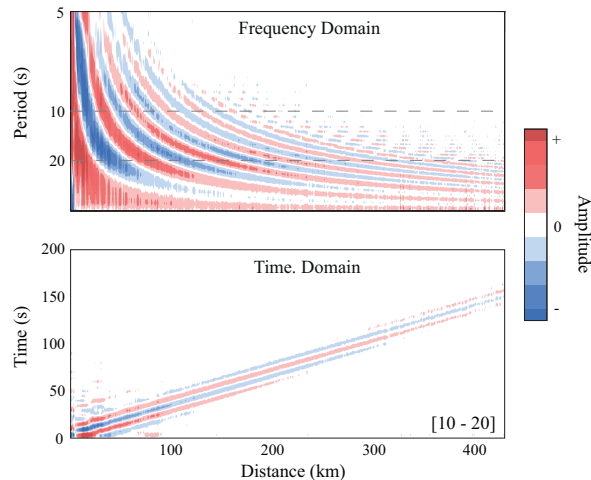 Frequency Domain
Period (s)
5
10
20
+
0
-
Amplitude
Time. Domain
Time (s)
200
150
100
50
0
[10 - 20]
100
200
300
400
Distance (km)